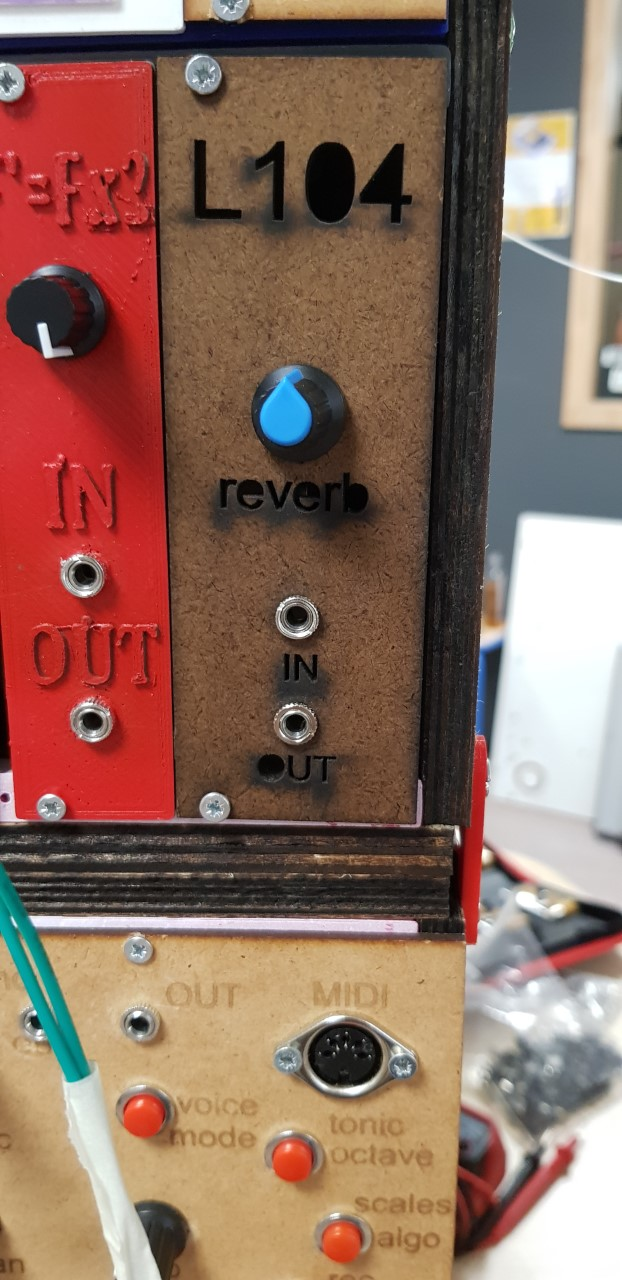 L104
reverb
IN
OUT
IN
OUT
OUT
MIDI
voice
mode
tonic
octave
scales
algo